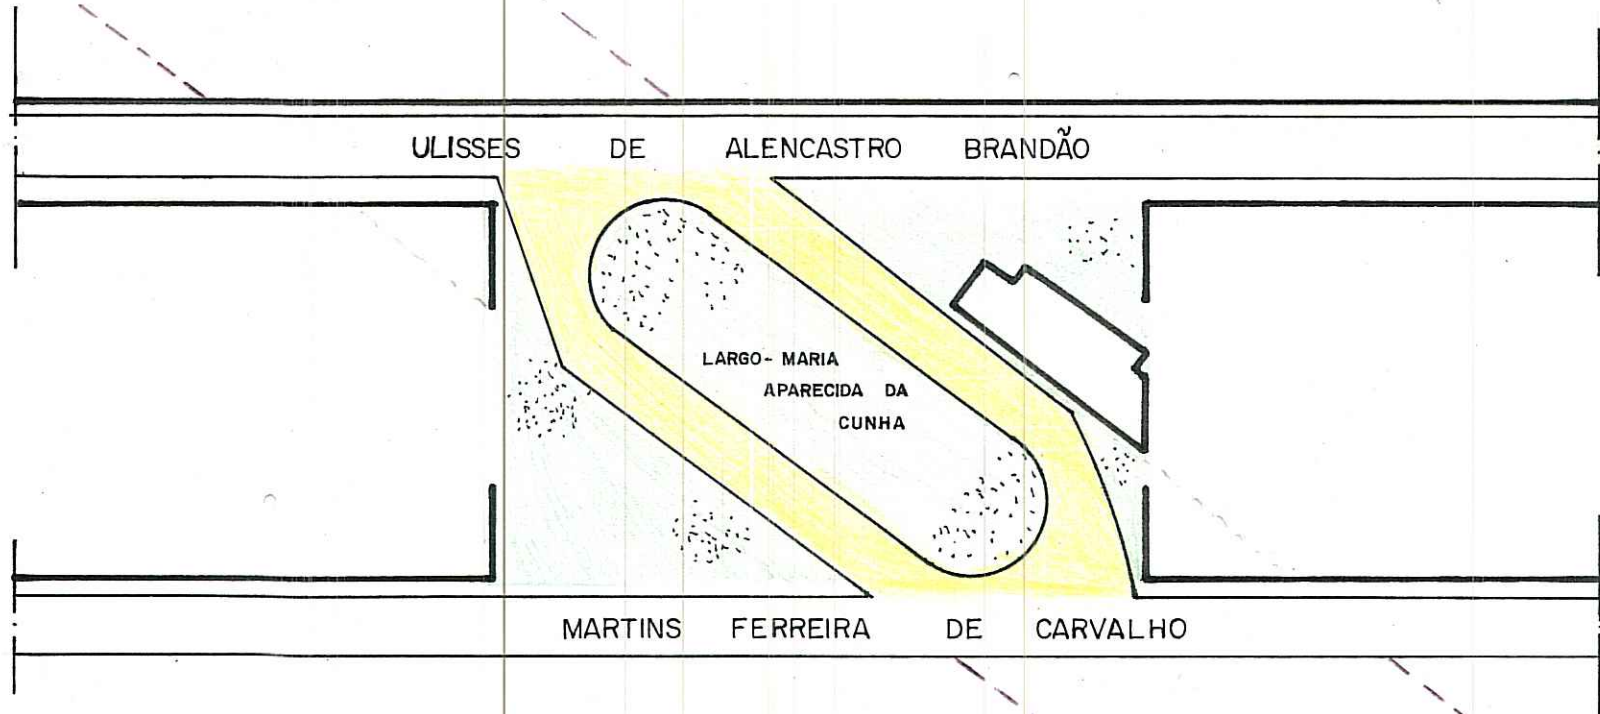 ULISSES DE ALENCASTRO BRANDÃO
LARGO- MARIA
APARECIDA DA
CUNHA
MARTINS FERREIRA DE CARVALHO